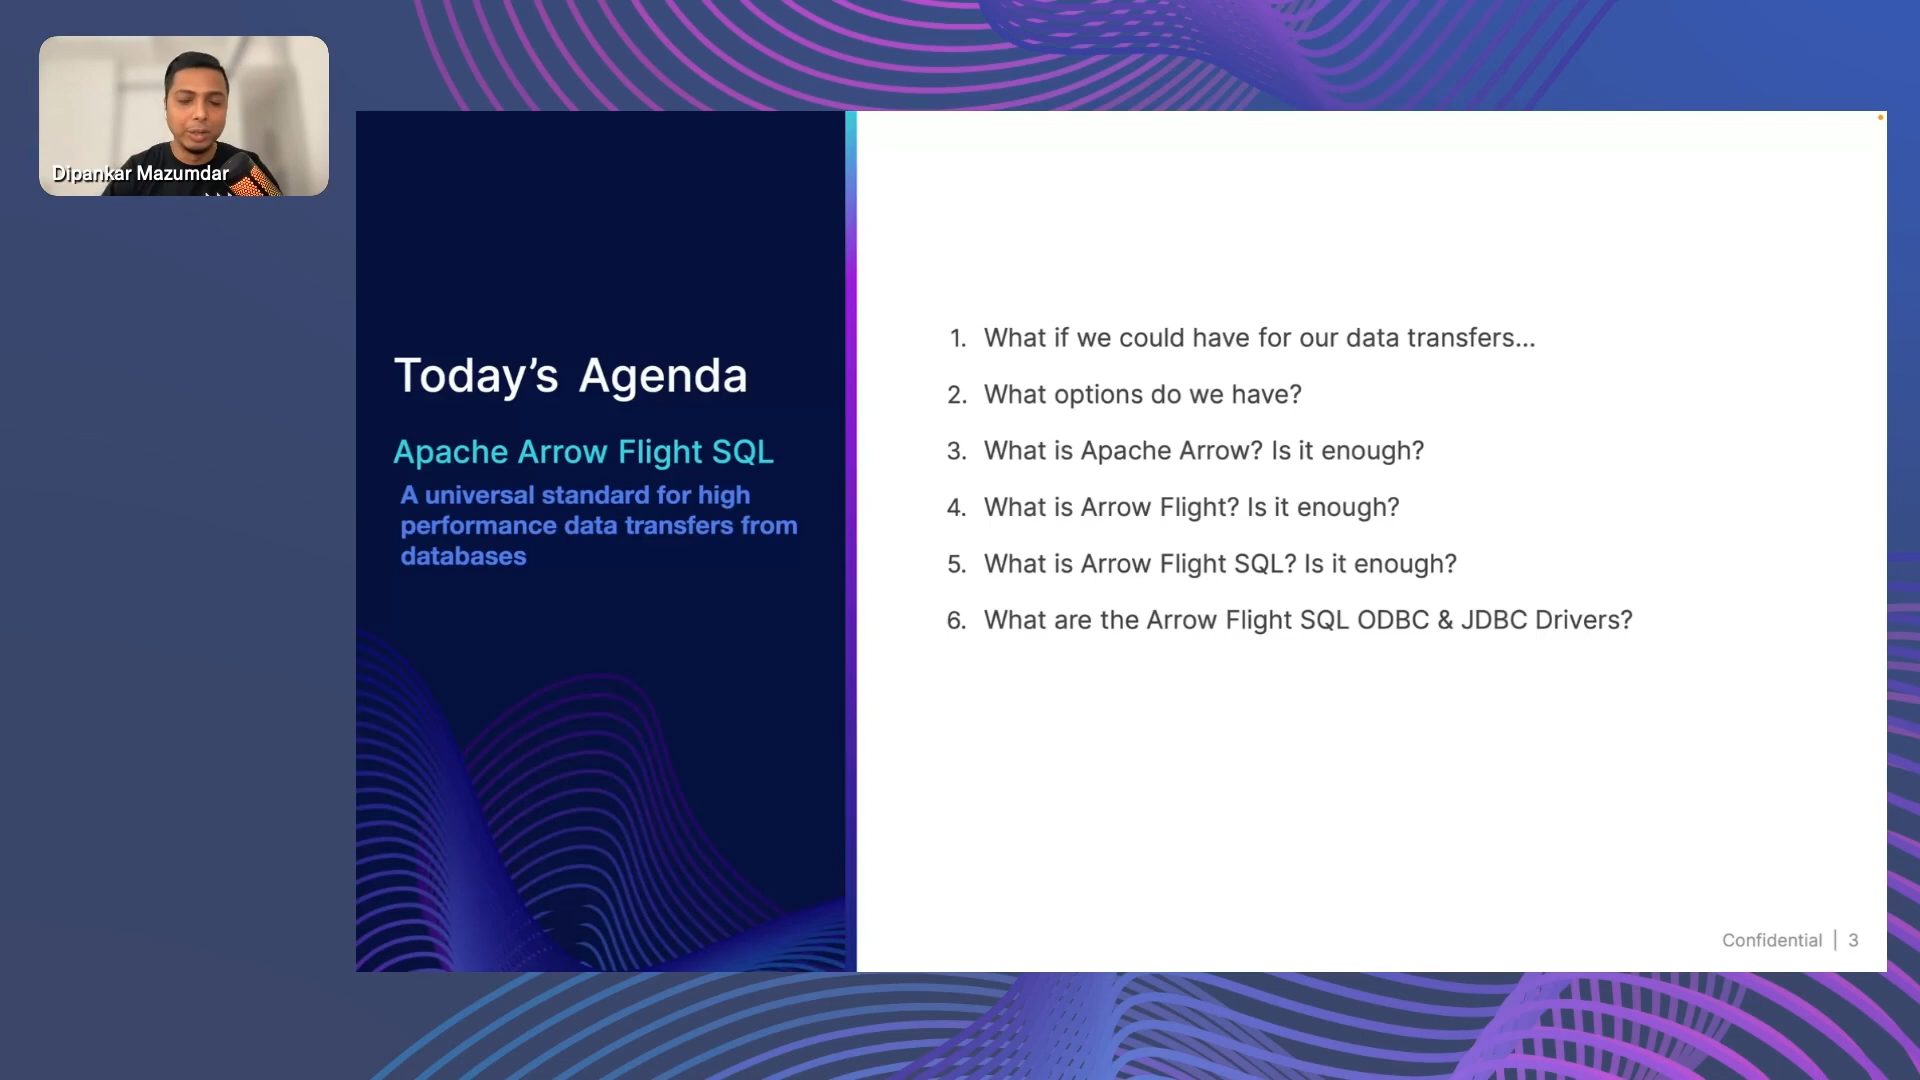 Dipankar Mazumdar
Today’s Agenda
Apache Arrow Flight SQL
A universal standard for high
performance data transfers from
databases
1. What if we could have for our data transfers...
2. What options do we have?
3. What is Apache Arrow? Is it enough?
4. What is Arrow Flight? Is it enough?
5. What is Arrow Flight SQL? Is it enough?
6. What are the Arrow Flight SQL ODBC & JDBC Drivers?
Confidential | 3